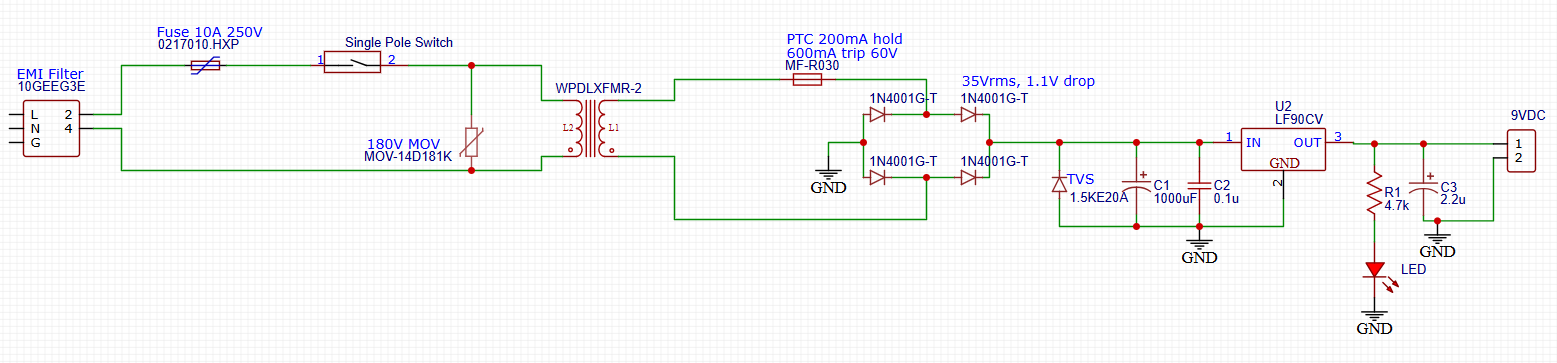 Fuse 10A 250V
0217010.HXP
Single Pole Switch
1
2
EMI Filter
10GEEG3E
L
2
N
4
G
180V MOV
MOV-14D181K
WPDLXFMR-2
L2
L1
PTC 200mA hold
600mA trip 60V
MF-R030
35Vrms, 1.1V drop
1N4001G-T
1N4001G-T
1N4001G-T
1N4001G-T
GND
TVS
1.5KE20A
C1
1000uF
C2
0.1u
GND
U2
LF90CV
1
IN
OUT
3
GND
2
9VDC
1
2
R1
4.7k
C3
2.2u
GND
LED
GND